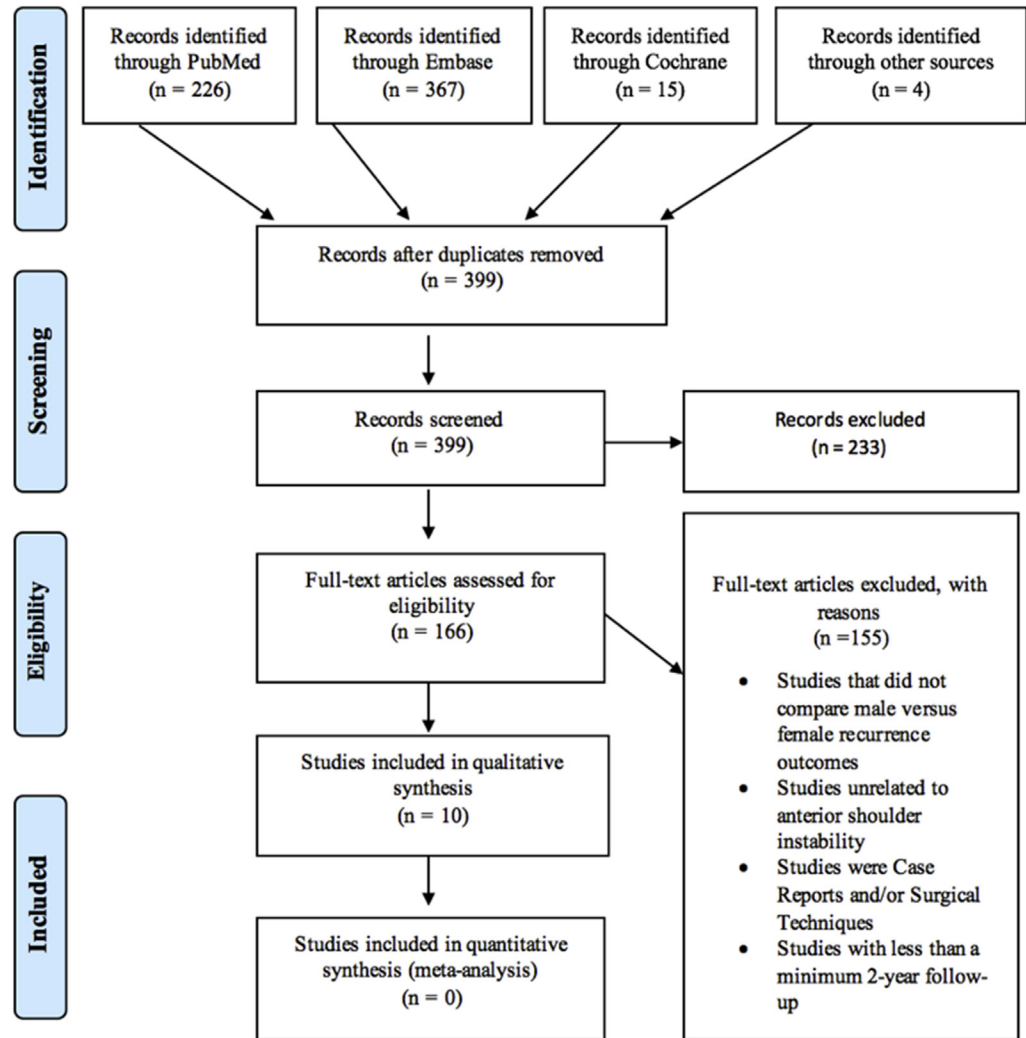 Identification
Records identified
through PubMed
(n = 226)
Records identified
through Embase
(n = 367)
Records identified
through Cochrane
(n = 15)
Records identified
through other sources
(n = 4)
Records after duplicates removed
(n = 399)
Screening
Records screened
(n = 399)
Records excluded
(n = 233)
Eligibility
Full-text articles assessed for
eligibility
(n = 166)
Full-text articles excluded, with
reasons
(n =155)
• Studies that did not
compare male versus
female recurrence
outcomes
• Studies unrelated to
anterior shoulder
instability
• Studies were Case
Reports and/or Surgical
Techniques
• Studies with less than a
minimum 2-year follow-
up
Included
Studies included in qualitative
synthesis
(n = 10)
Studies included in quantitative
synthesis (meta-analysis)
(n = 0)